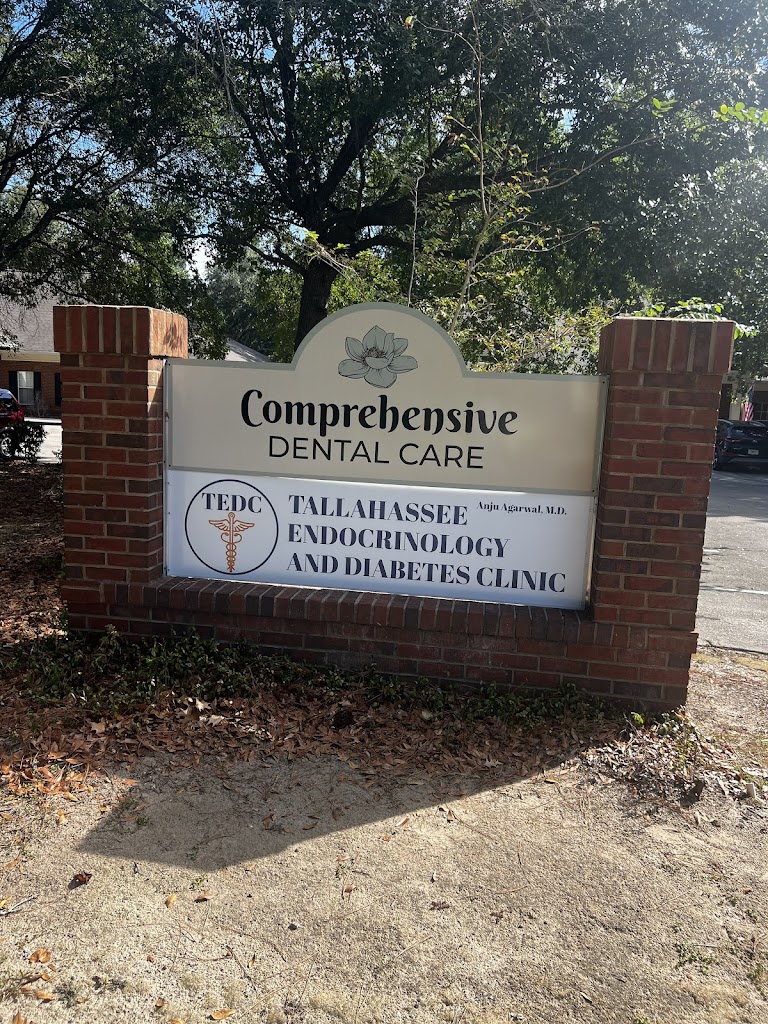 Comprehensive
DENTAL CARE
TEDC
TALLAHASSEE
Anju Agarwal, M.D.
ENDOCRINOLOGY
AND DIABETES CLINIC